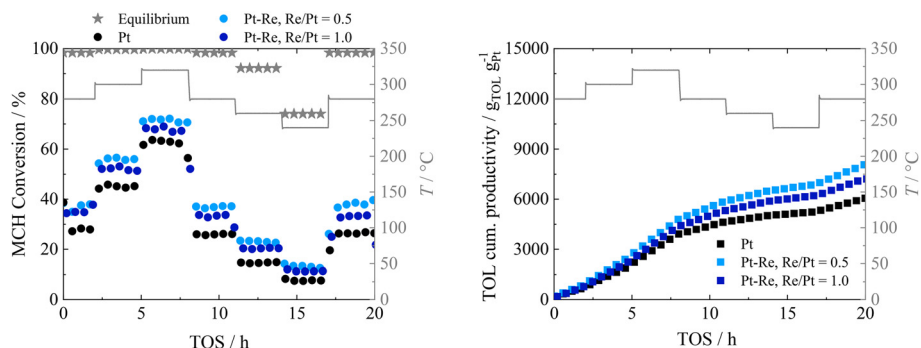 Equilibrium
Pt
Pt-Re, Re/Pt = 0.5
Pt-Re, Re/Pt = 1.0
MCH Conversion / %
100
80
60
40
20
0
350
300
250
200
150
100
50
0
T / °C
0 5 10 15 20
TOS / h
TOL cum. productivity / g_TOL g_Pt^-1
15000
12000
9000
6000
3000
0
350
300
250
200
150
100
50
0
T / °C
Pt
Pt-Re, Re/Pt = 0.5
Pt-Re, Re/Pt = 1.0
0 5 10 15 20
TOS / h